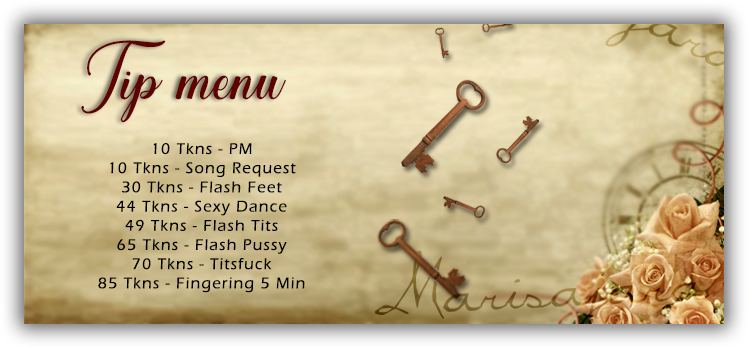 Tip menu
10 Tkns - PM
10 Tkns - Song Request
30 Tkns - Flash Feet
44 Tkns - Sexy Dance
49 Tkns - Flash Tits
65 Tkns - Flash Pussy
70 Tkns - Titsfuck
85 Tkns - Fingering 5 Min